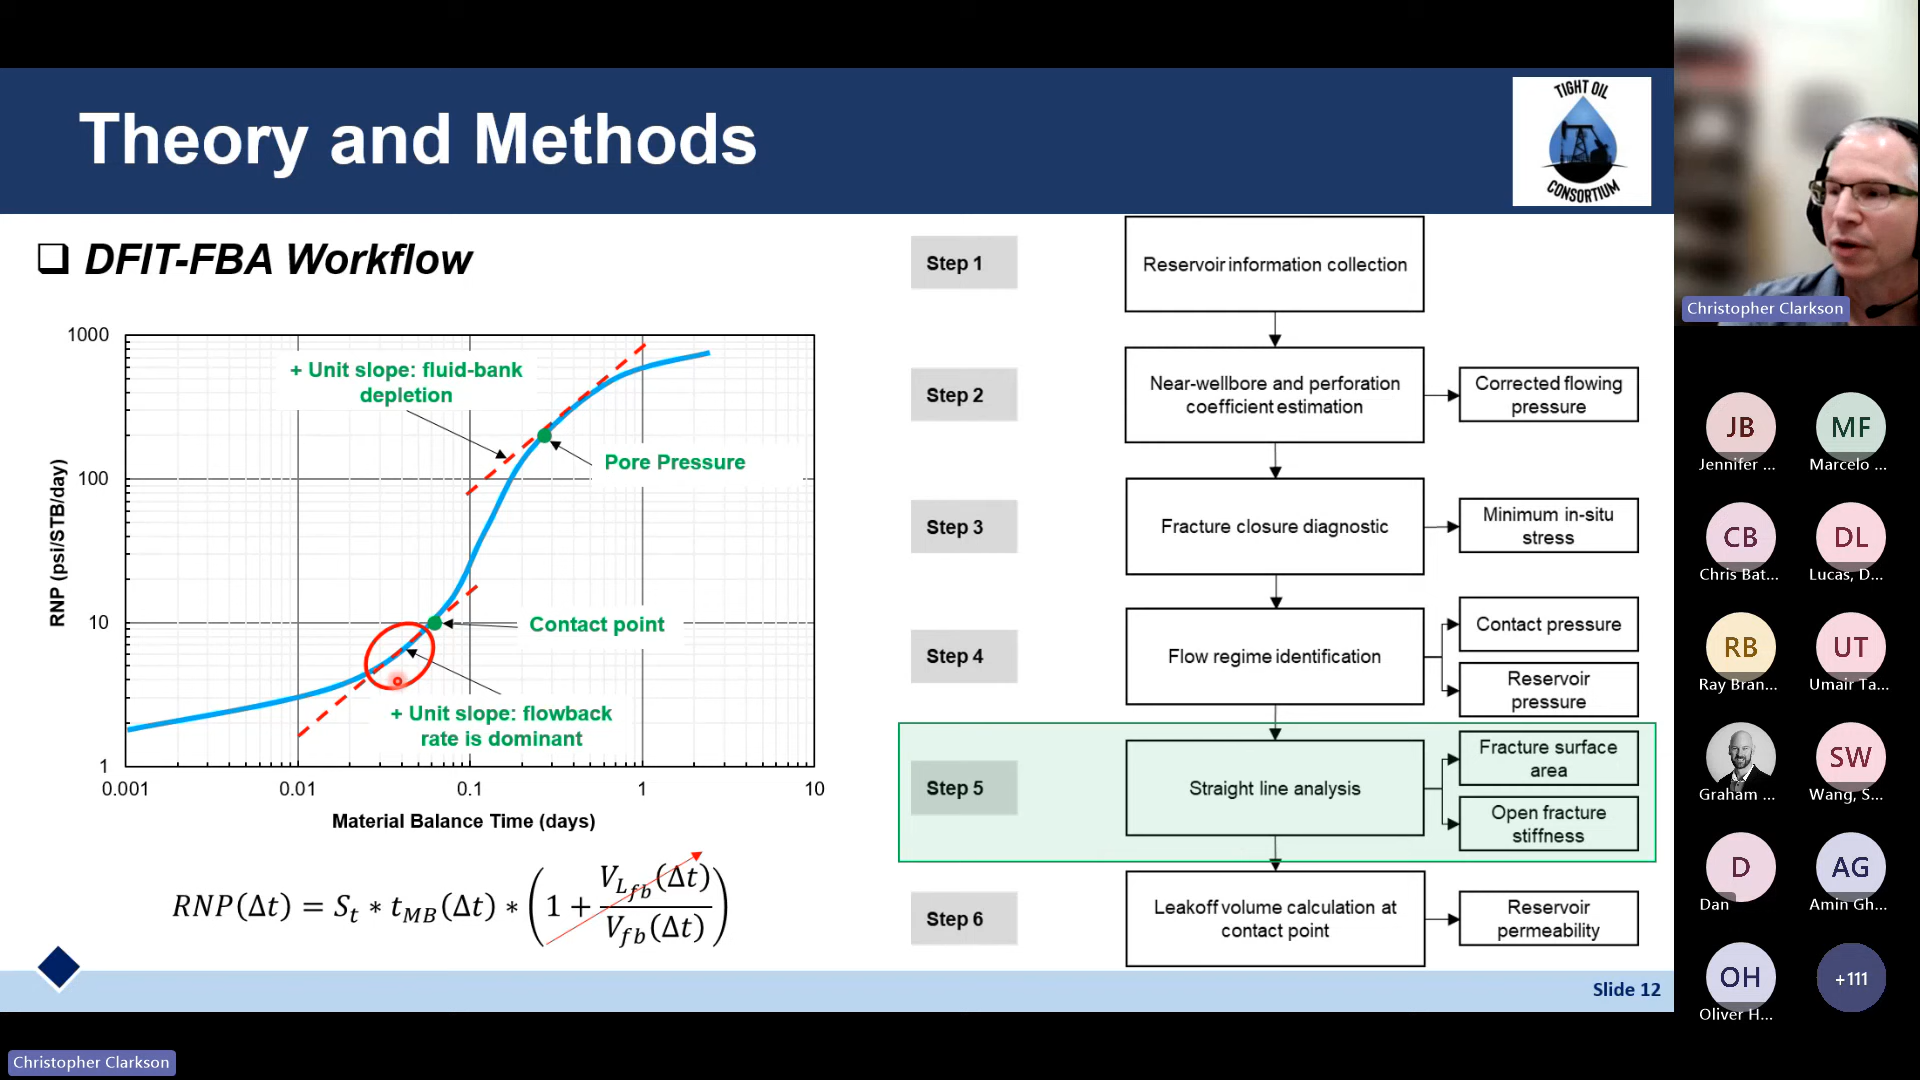 Theory and Methods
TIGHT OIL
CONSORTIUM
DFIT-FBA Workflow
1000
100
10
1
RNP (psi/STB/day)
0.001
0.01
0.1
1
10
Material Balance Time (days)
+ Unit slope: fluid-bank
depletion
Pore Pressure
Contact point
+ Unit slope: flowback
rate is dominant
RNP(Δt) = S_t * t_MB(Δt) * (1 + V_Lfb(Δt) / V_fb(Δt))
Step 1
Reservoir information collection
Step 2
Near-wellbore and perforation
coefficient estimation
Corrected flowing
pressure
Step 3
Fracture closure diagnostic
Minimum in-situ
stress
Step 4
Flow regime identification
Contact pressure
Reservoir
pressure
Step 5
Straight line analysis
Fracture surface
area
Open fracture
stiffness
Step 6
Leakoff volume calculation at
contact point
Reservoir
permeability
Slide 12
Christopher Clarkson
Christopher Clarkson
JB
Jennifer ...
MF
Marcelo ...
CB
Chris Bat...
DL
Lucas, D...
RB
Ray Bran...
UT
Umair Ta...
Graham ...
SW
Wang, S...
D
Dan
AG
Amin Gh...
OH
Oliver H...
+111